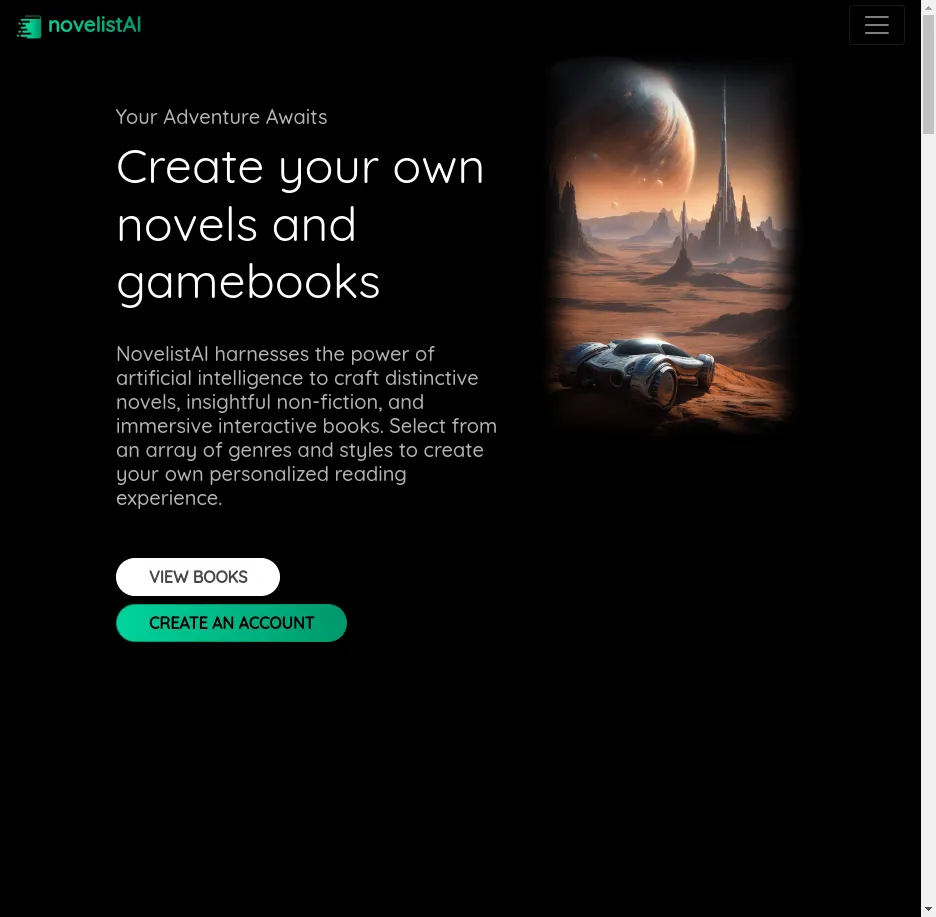 novelistAI
Your Adventure Awaits
Create your own
novels and
gamebooks
NovelistAI harnesses the power of
artificial intelligence to craft distinctive
novels, insightful non-fiction, and
immersive interactive books. Select from
an array of genres and styles to create
your own personalized reading
experience.
VIEW BOOKS
CREATE AN ACCOUNT